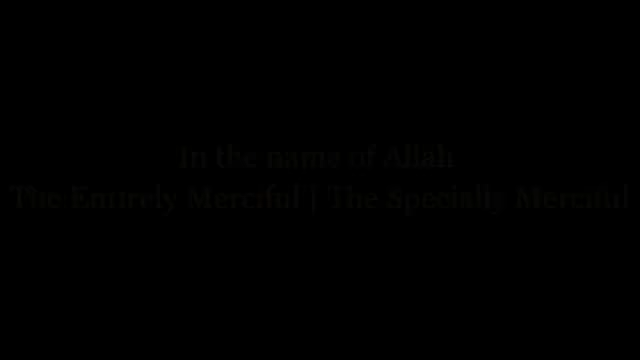 In the name of Allah
The Entirely Merciful | The Specially Merciful